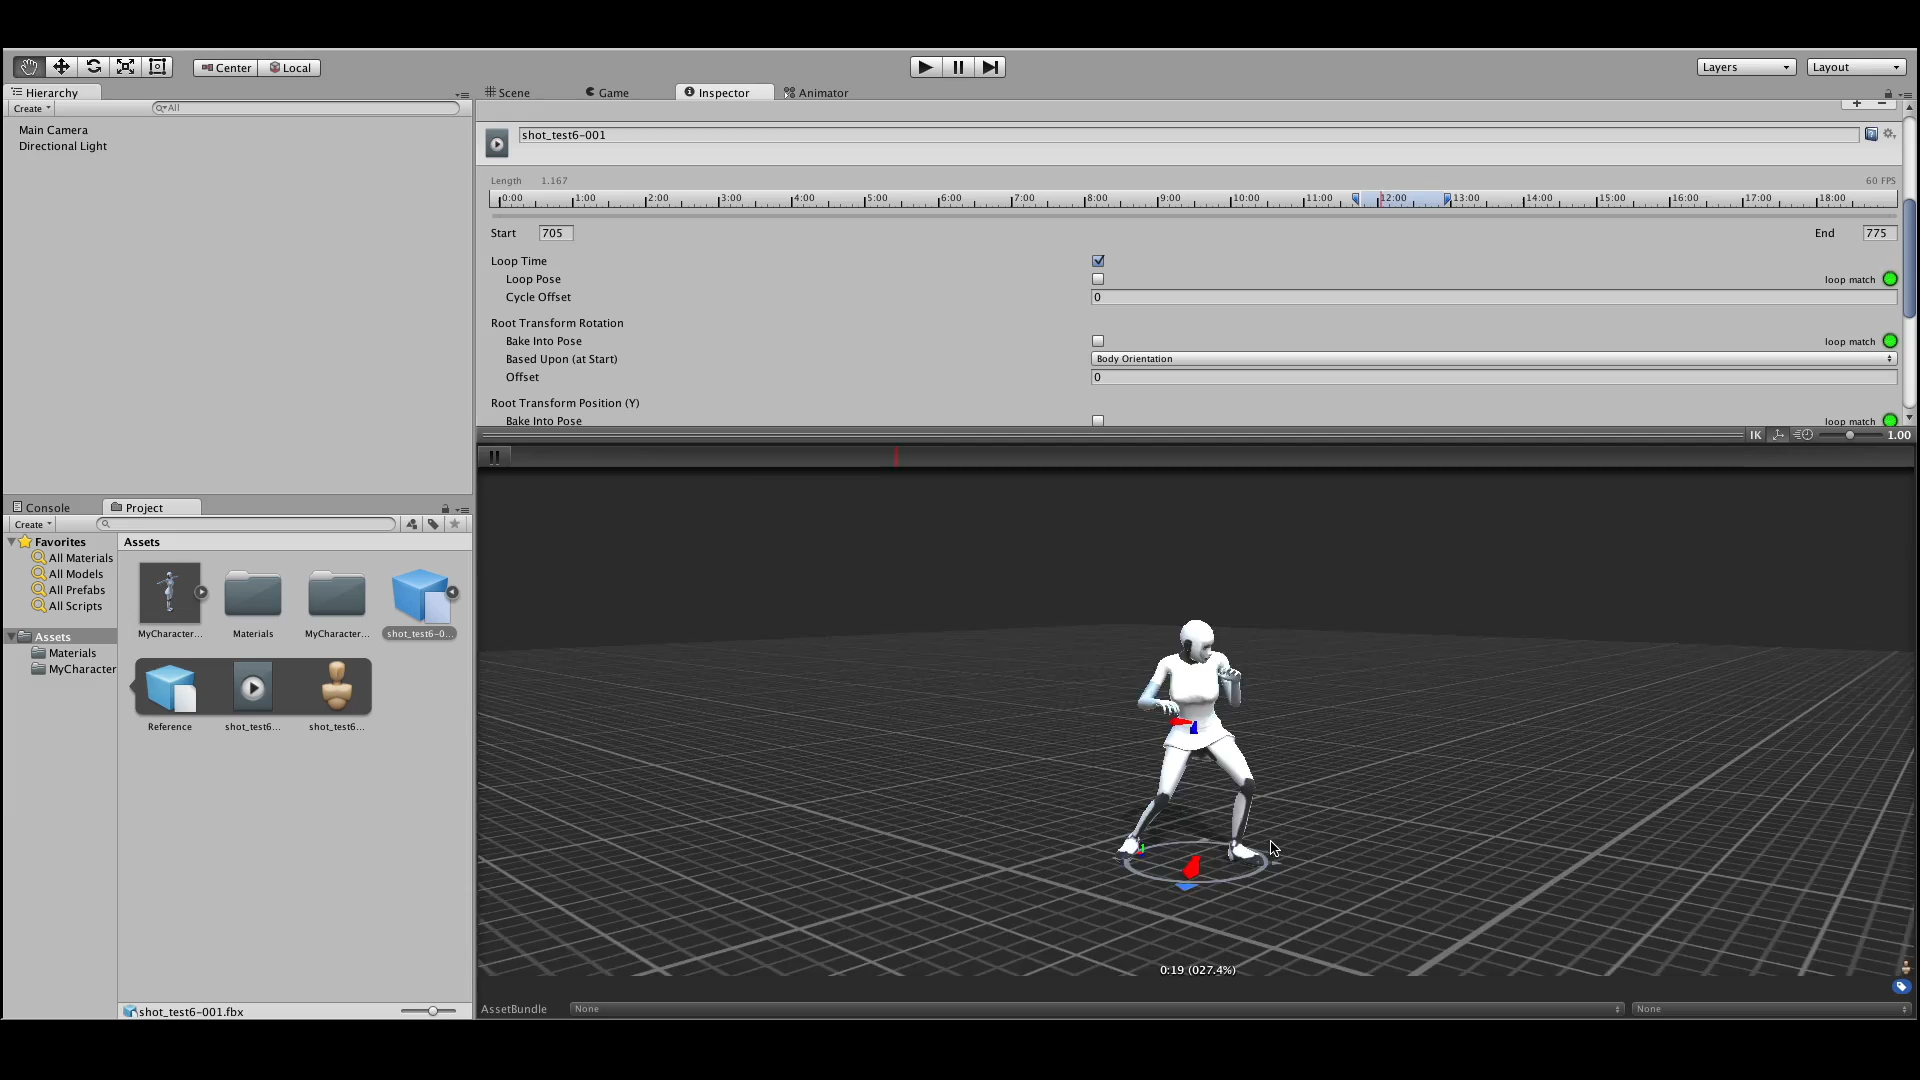 Center
Local
Layers
Layout
Hierarchy
Create
All
Main Camera
Directional Light
Scene
Game
Inspector
Animator
shot_test6-001
Length 1.167
60 FPS
0:00 1:00 2:00 3:00 4:00 5:00 6:00 7:00 8:00 9:00 10:00 11:00 12:00 13:00 14:00 15:00 16:00 17:00 18:00
Start 705
End 775
Loop Time
Loop Pose
loop match
Cycle Offset 0
Root Transform Rotation
Bake Into Pose
loop match
Based Upon (at Start) Body Orientation
Offset 0
Root Transform Position (Y)
Bake Into Pose
loop match
IK
1.00
Console
Project
Create
Favorites
All Materials
All Models
All Prefabs
All Scripts
Assets
Materials
MyCharacter
Assets
MyCharacter...
Materials
MyCharacter...
shot_test6-0...
Reference
shot_test6...
shot_test6...
shot_test6-001.fbx
0:19 (027.4%)
AssetBundle
None
None